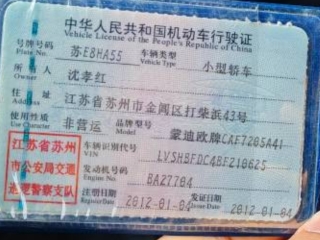 中华人民共和国机动车行驶证
Vehicle License of the People's Republic of China
号牌号码 苏E8HA55 车辆类型 小型轿车
Plate No. Vehicle Type
所有人 沈孝红
Owner
住址 江苏省苏州市金阊区打柴浜43号
Address
使用性质 非营运 品牌型号 蒙迪欧牌CAF7205A41
Use Character Model
江苏省苏州市公安局交通巡逻警察支队
车辆识别代号 LVSHBFDC4BF210625
VIN
发动机号码 BA27704
Engine No.
注册日期 2012-01-04 发证日期 2012-01-04
Register Date Issue Date